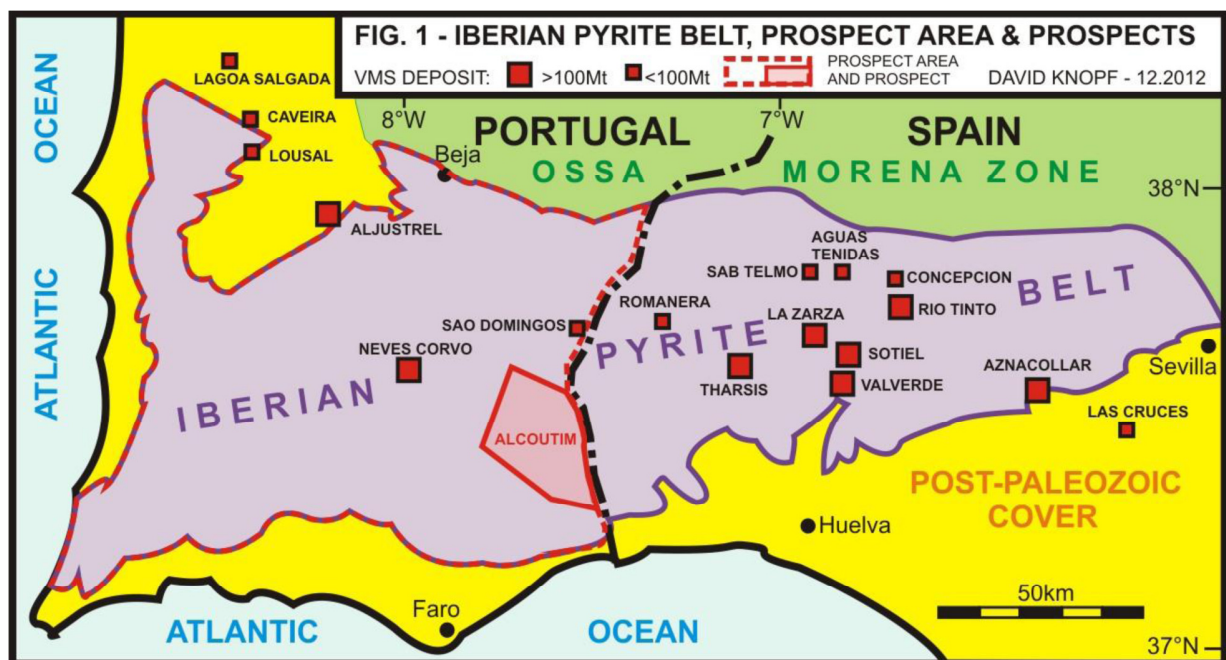 FIG. 1 - IBERIAN PYRITE BELT, PROSPECT AREA & PROSPECTS
VMS DEPOSIT: >100Mt <100Mt PROSPECT AREA
AND PROSPECT DAVID KNOPF - 12.2012
OCEAN
ATLANTIC
LAGOA SALGADA
CAVEIRA
LOUSAL
8°W
7°W
PORTUGAL
SPAIN
Beja
OSSA
MORENA ZONE
38°N
ALJUSTREL
AGUAS
TENIDAS
SAB TELMO
CONCEPCION
BELT
ROMANERA
RIO TINTO
LA ZARZA
SAO DOMINGOS
PYRITE
NEVES CORVO
SOTIEL
Sevilla
THARSIS
VALVERDE
AZNACOLLAR
IBERIAN
LAS CRUCES
ALCOUTIM
POST-PALEOZOIC
COVER
Huelva
50km
Faro
ATLANTIC
OCEAN
37°N